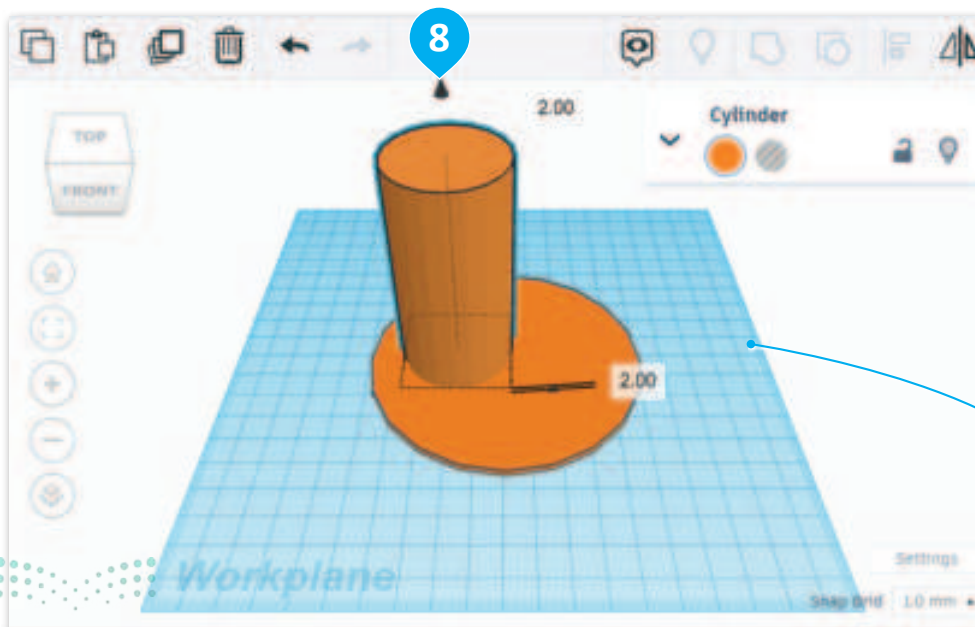 8
2.00
Cylinder
TOP
FRONT
2.00
Workplane
Settings
Snap Grid 1.0 mm